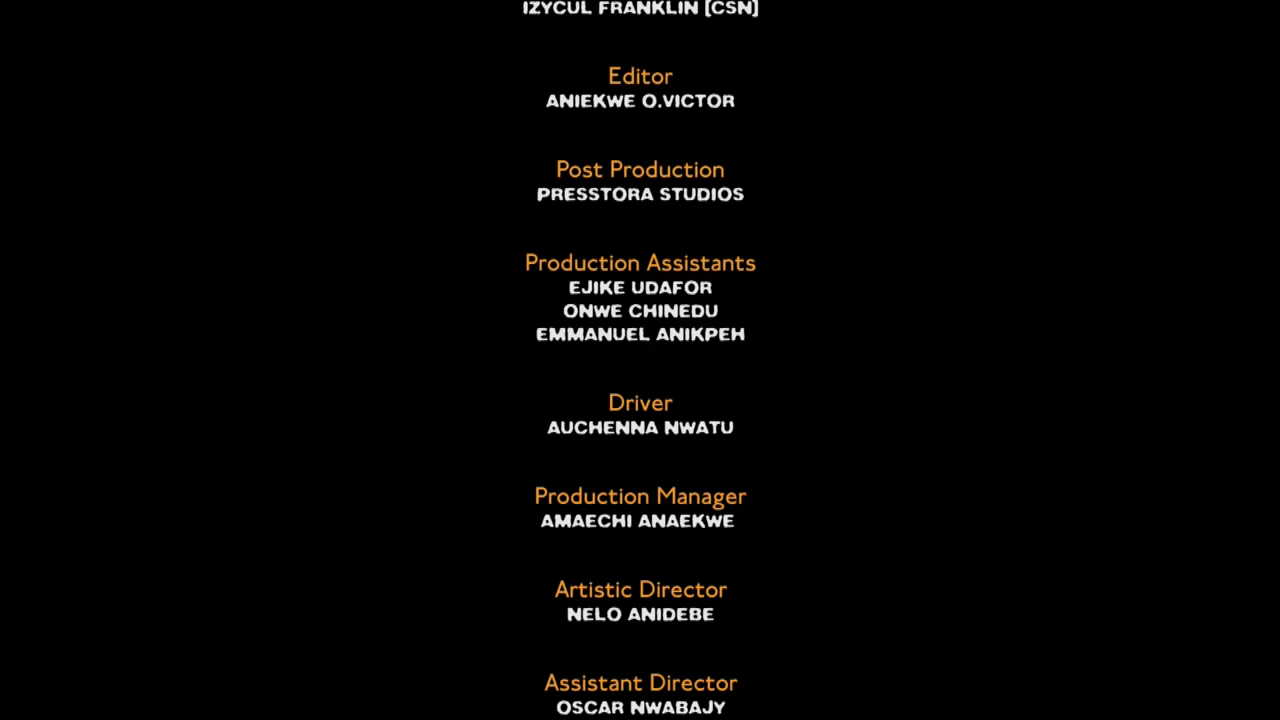 IZYCUL FRANKLIN [CSN]
Editor
ANIEKWE O.VICTOR
Post Production
PRESSTORA STUDIOS
Production Assistants
EJIKE UDAFOR
ONWE CHINEDU
EMMANUEL ANIKPEH
Driver
AUCHENNA NWATU
Production Manager
AMAECHI ANAEKWE
Artistic Director
NELO ANIDEBE
Assistant Director
OSCAR NWABAJY